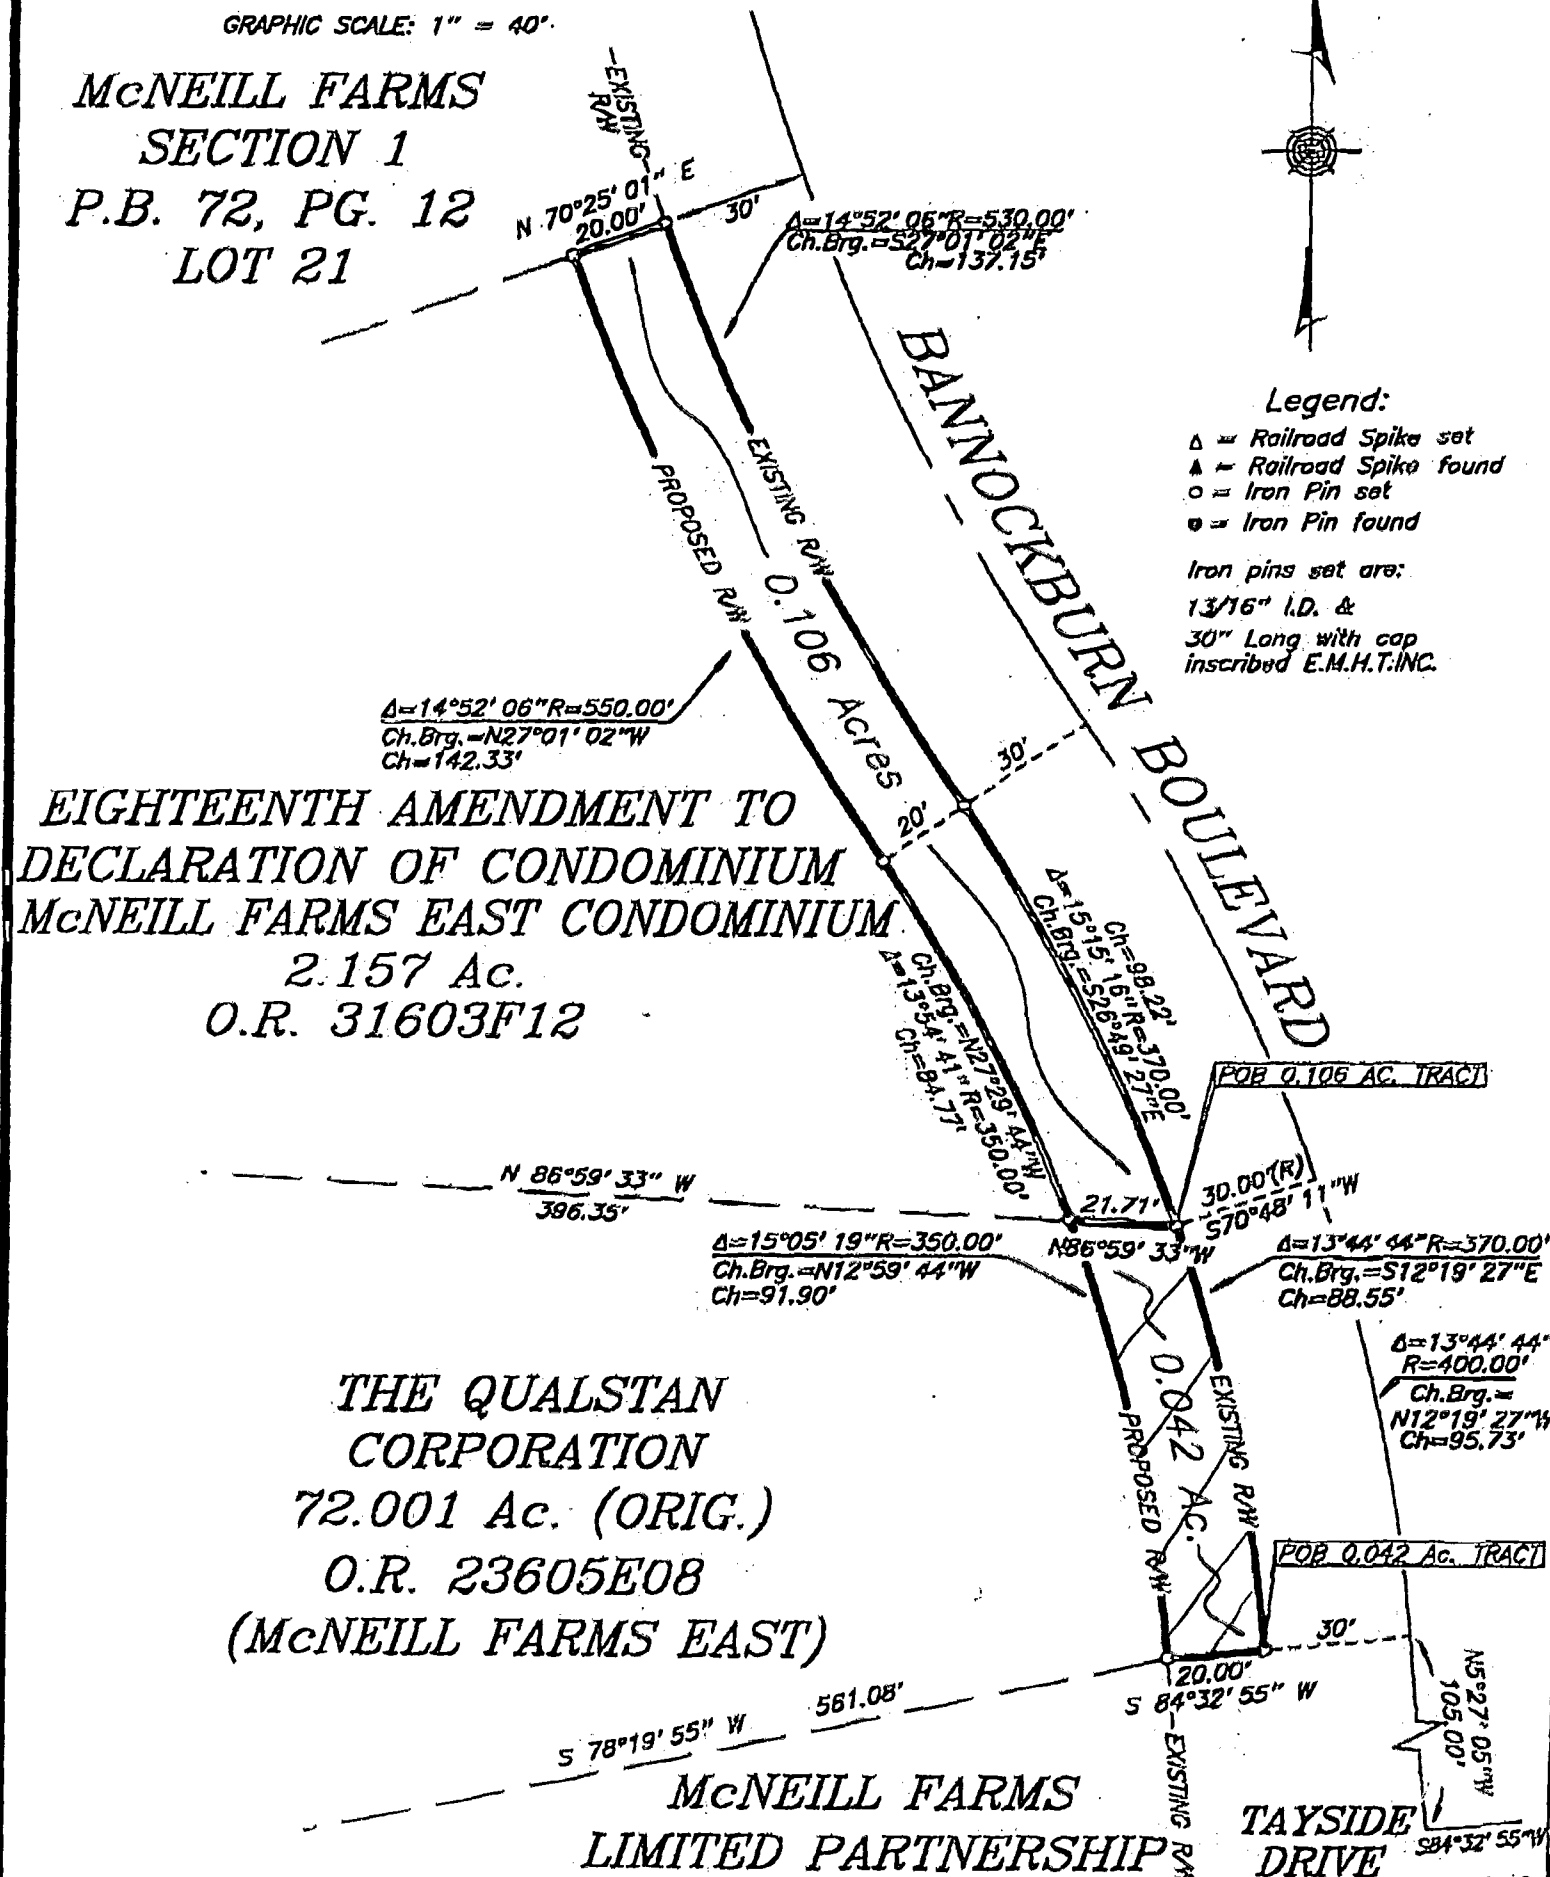 GRAPHIC SCALE: 1" = 40'
McNEILL FARMS
SECTION 1
P.B. 72, PG. 12
LOT 21
EXISTING
R/W
N 70°25' 01" E
20.00'
30'
Δ=14°52' 06"R=530.00'
Ch.Brg.=S27°01' 02"E
Ch=137.15'
BANNOCKBURN BOULEVARD
Legend:
Δ = Railroad Spike set
▲ = Railroad Spike found
○ = Iron Pin set
● = Iron Pin found
Iron pins set are:
13/16" I.D. &
30" Long with cap
inscribed E.M.H.T.INC.
EXISTING R/W
PROPOSED R/W
0.106 Acres
Δ=14°52' 06"R=550.00'
Ch.Brg.=N27°01' 02"W
Ch=142.33'
30'
20'
EIGHTEENTH AMENDMENT TO
DECLARATION OF CONDOMINIUM
McNEILL FARMS EAST CONDOMINIUM
2.157 Ac.
O.R. 31603F12
Ch=98.22'
Δ=15°15' 16"R=370.00'
Ch.Brg.=S26°49' 27"E
Ch.Brg.=N27°29' 44"W
Δ=13°54' 41"R=350.00'
Ch=84.77'
POB 0.106 AC. TRACT
N 86°59' 33" W
396.35'
21.71'
N86°59' 33"W
30.00'(R)
S70°48' 11"W
Δ=15°05' 19"R=350.00'
Ch.Brg.=N12°59' 44"W
Ch=91.90'
Δ=13°44' 44"R=370.00'
Ch.Brg.=S12°19' 27"E
Ch=88.55'
Δ=13°44' 44"
R=400.00'
Ch.Brg.=
N12°19' 27"W
Ch=95.73'
0.042 AC.
EXISTING R/W
PROPOSED R/W
THE QUALSTAN
CORPORATION
72.001 Ac. (ORIG.)
O.R. 23605E08
(McNEILL FARMS EAST)
POB 0.042 Ac. TRACT
30'
20.00'
S 84°32' 55" W
S 78°19' 55" W 561.08'
N5°27' 05"W
105.00'
EXISTING R/W
McNEILL FARMS
LIMITED PARTNERSHIP
TAYSIDE
DRIVE
S84°32' 55"W